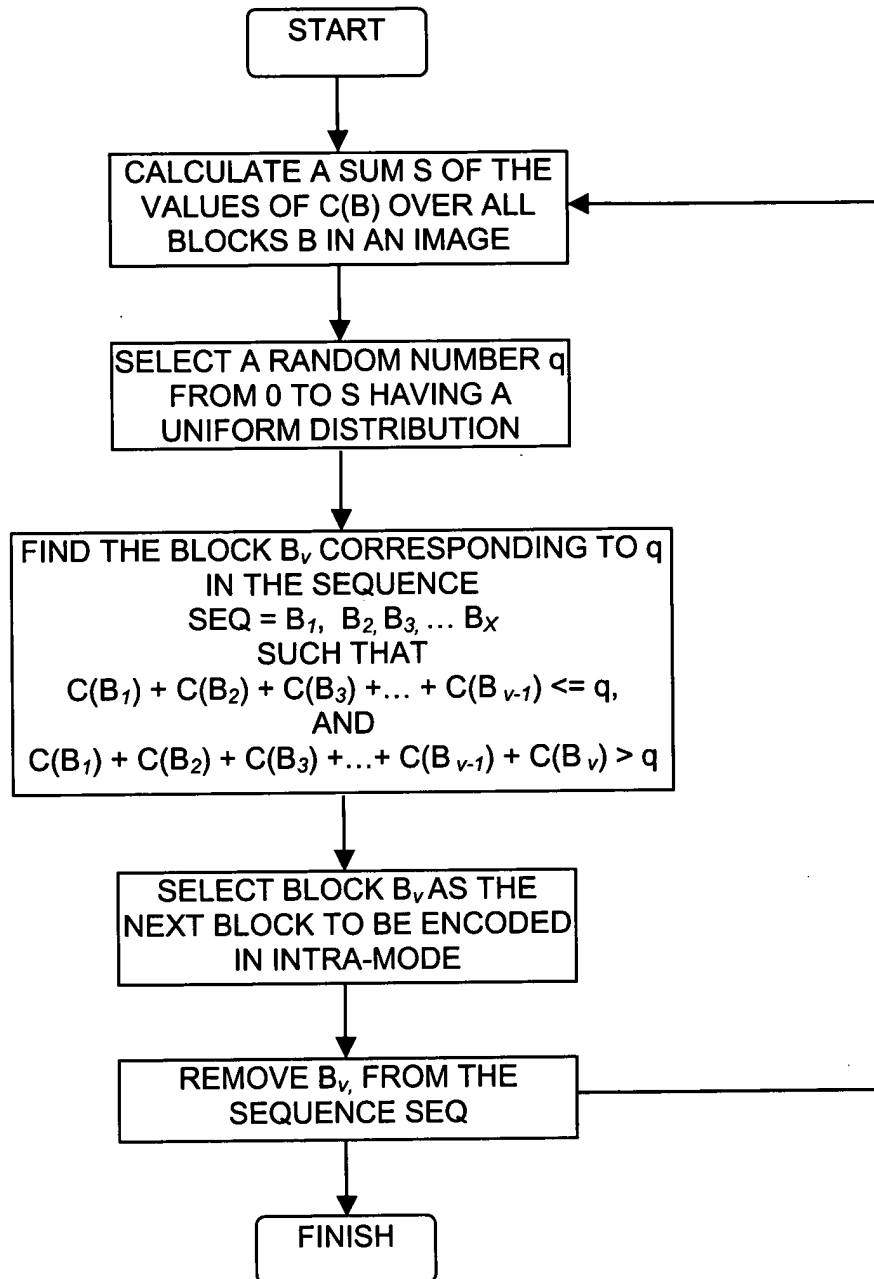 START
CALCULATE A SUM S OF THE
VALUES OF C(B) OVER ALL
BLOCKS B IN AN IMAGE
SELECT A RANDOM NUMBER q
FROM 0 TO S HAVING A
UNIFORM DISTRIBUTION
FIND THE BLOCK Bv CORRESPONDING TO q
IN THE SEQUENCE
SEQ = B1, B2, B3, ... BX
SUCH THAT
C(B1) + C(B2) + C(B3) +... + C(B v-1) <= q,
AND
C(B1) + C(B2) + C(B3) +...+ C(B v-1) + C(B v) > q
SELECT BLOCK Bv AS THE
NEXT BLOCK TO BE ENCODED
IN INTRA-MODE
REMOVE Bv, FROM THE
SEQUENCE SEQ
FINISH